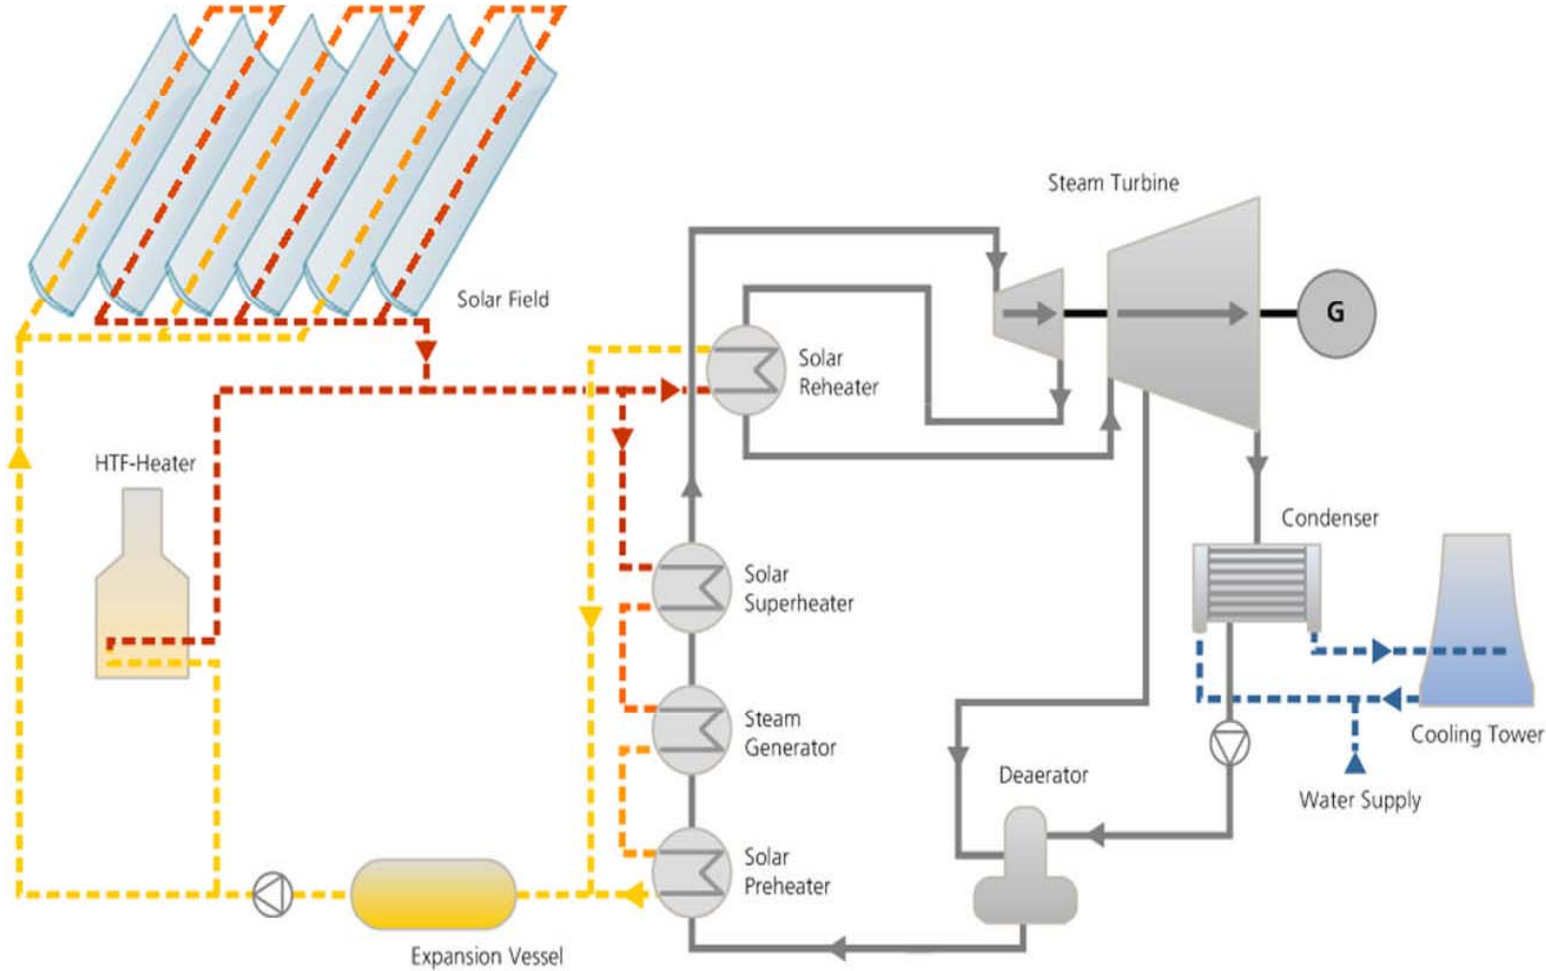 Steam Turbine
Solar Field
G
Solar
Reheater
HTF-Heater
Condenser
Solar
Superheater
Steam
Generator
Cooling Tower
Deaerator
Water Supply
Solar
Preheater
Expansion Vessel